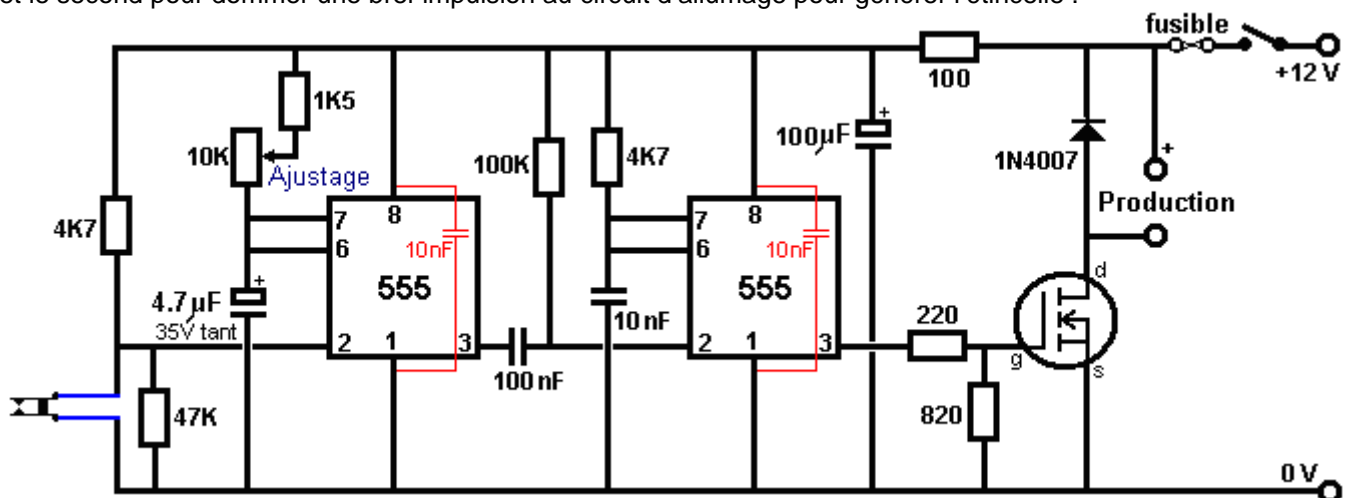 et le second pour
une bref impulsion au circuit d'allumage pour générer l'étincelle :
fusible
+12 V
100
1K5
10K
Ajustage
100K
4K7
100µF
+
1N4007
+
Production
4K7
7
8
6
10nF
555
7
8
6
10nF
555
+
4.7µF
35V tant
10 nF
220
d
g
s
2
1
3
100 nF
2
1
3
47K
820
0 V